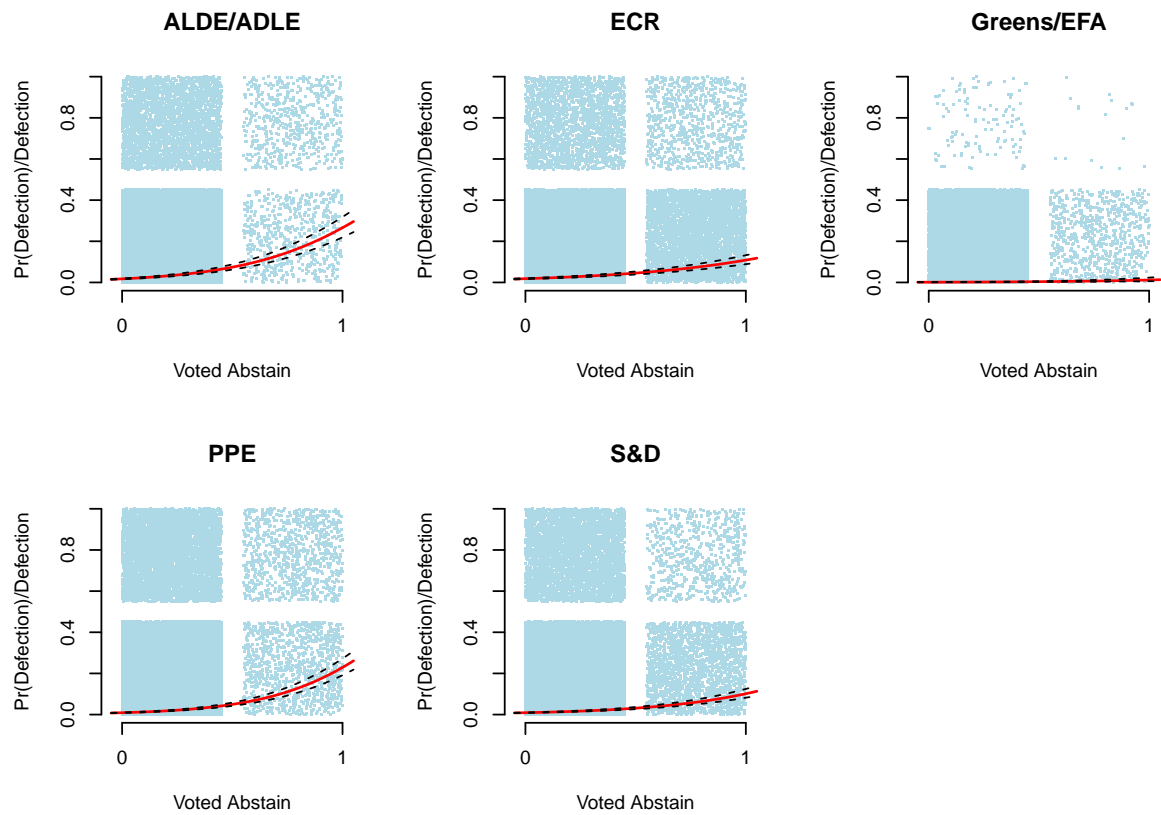 ALDE/ADLE
Pr(Defection)/Defection
0.0 0.4 0.8
0 1
Voted Abstain
ECR
Pr(Defection)/Defection
0.0 0.4 0.8
0 1
Voted Abstain
Greens/EFA
Pr(Defection)/Defection
0.0 0.4 0.8
0 1
Voted Abstain
PPE
Pr(Defection)/Defection
0.0 0.4 0.8
0 1
Voted Abstain
S&D
Pr(Defection)/Defection
0.0 0.4 0.8
0 1
Voted Abstain